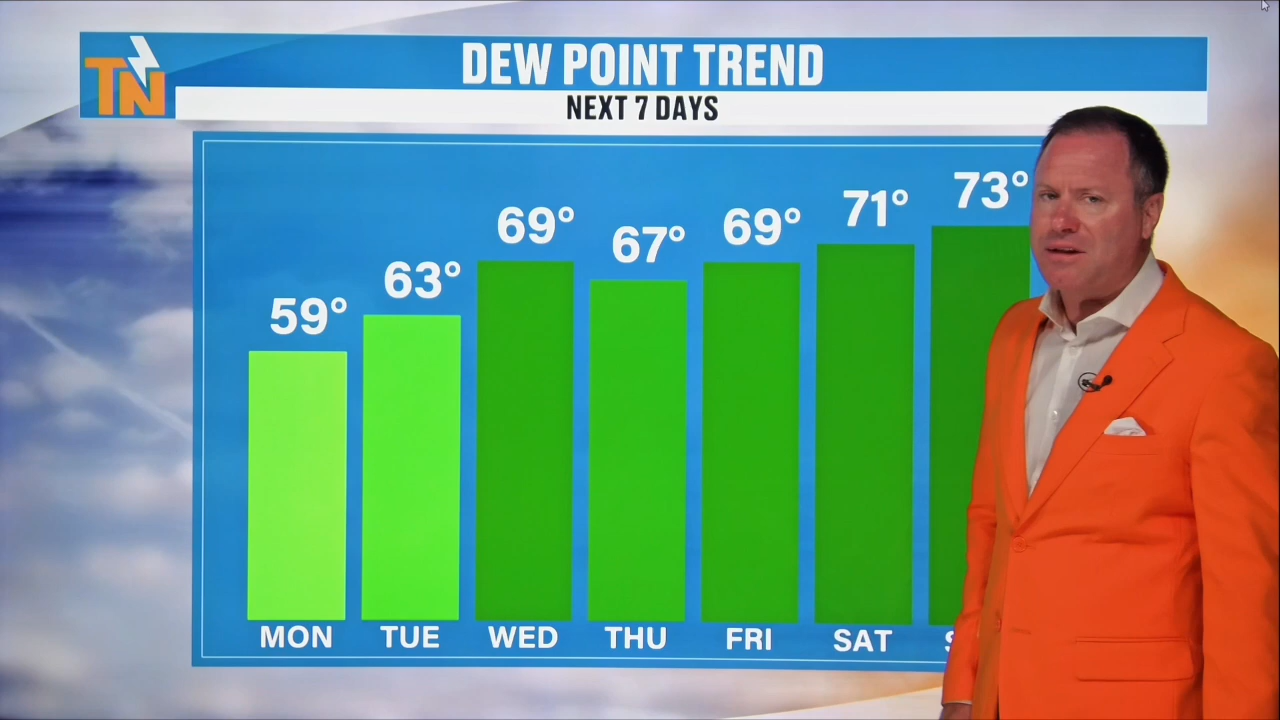 TN
DEW POINT TREND
NEXT 7 DAYS
59° 63° 69° 67° 69° 71° 73°
MON TUE WED THU FRI SAT